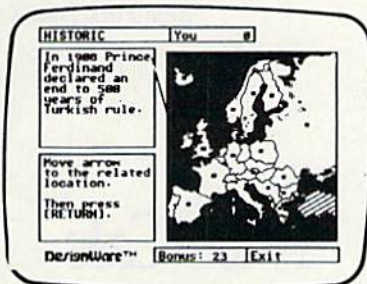 HISTORIC You 0
In 1908 Prince
Ferdinand
declared an
end to 500
years of
Turkish rule.
Move arrow
to the related
location.
Then press
[RETURN].
DesignWare™ Bonus: 23 Exit